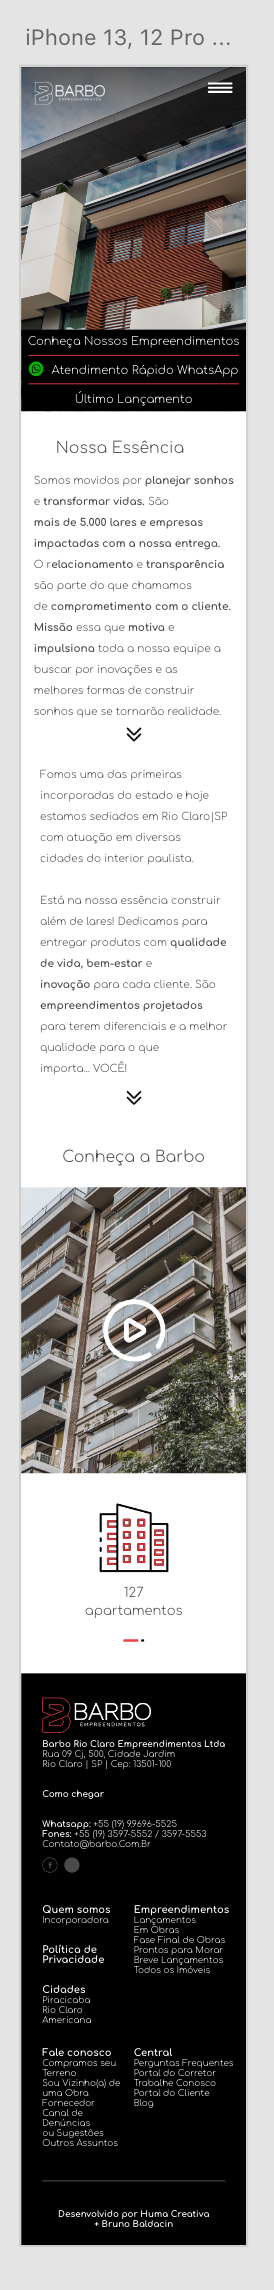 iPhone 13, 12 Pro ...
BARBO
EMPREENDIMENTOS
Conheça Nossos Empreendimentos
Atendimento Rápido WhatsApp
Último Lançamento
Nossa Essência
Somos movidos por planejar sonhos
e transformar vidas. São
mais de 5.000 lares e empresas
impactadas com a nossa entrega.
O relacionamento e transparência
são parte do que chamamos
de comprometimento com o cliente.
Missão essa que motiva e
impulsiona toda a nossa equipe a
buscar por inovações e as
melhores formas de construir
sonhos que se tornarão realidade.
Fomos uma das primeiras
incorporadas do estado e hoje
estamos sediados em Rio Claro|SP
com atuação em diversas
cidades do interior paulista.
Está na nossa essência construir
além de lares! Dedicamos para
entregar produtos com qualidade
de vida, bem-estar e
inovação para cada cliente. São
empreendimentos projetados
para terem diferenciais e a melhor
qualidade para o que
importa... VOCÊ!
Conheça a Barbo
127
apartamentos
BARBO
EMPREENDIMENTOS
Barbo Rio Claro Empreendimentos Ltda
Rua 09 Cj, 500, Cidade Jardim
Rio Claro | SP | Cep: 13501-100
Como chegar
Whatsapp: +55 (19) 9.9696-5525
Fones: +55 (19) 3597-5552 / 3597-5553
Contato@barbo.Com.Br
f
Quem somos
Incorporadora
Política de
Privacidade
Cidades
Piracicaba
Rio Claro
Americana
Empreendimentos
Lançamentos
Em Obras
Fase Final de Obras
Prontos para Morar
Breve Lançamentos
Todos os Imóveis
Fale conosco
Compramos seu
Terreno
Sou Vizinho(a) de
uma Obra
Fornecedor
Canal de
Denúncias
ou Sugestões
Outros Assuntos
Central
Perguntas Frequentes
Portal do Corretor
Trabalhe Conosco
Portal do Cliente
Blog
Desenvolvido por Huma Creativa
+ Bruno Baldacin